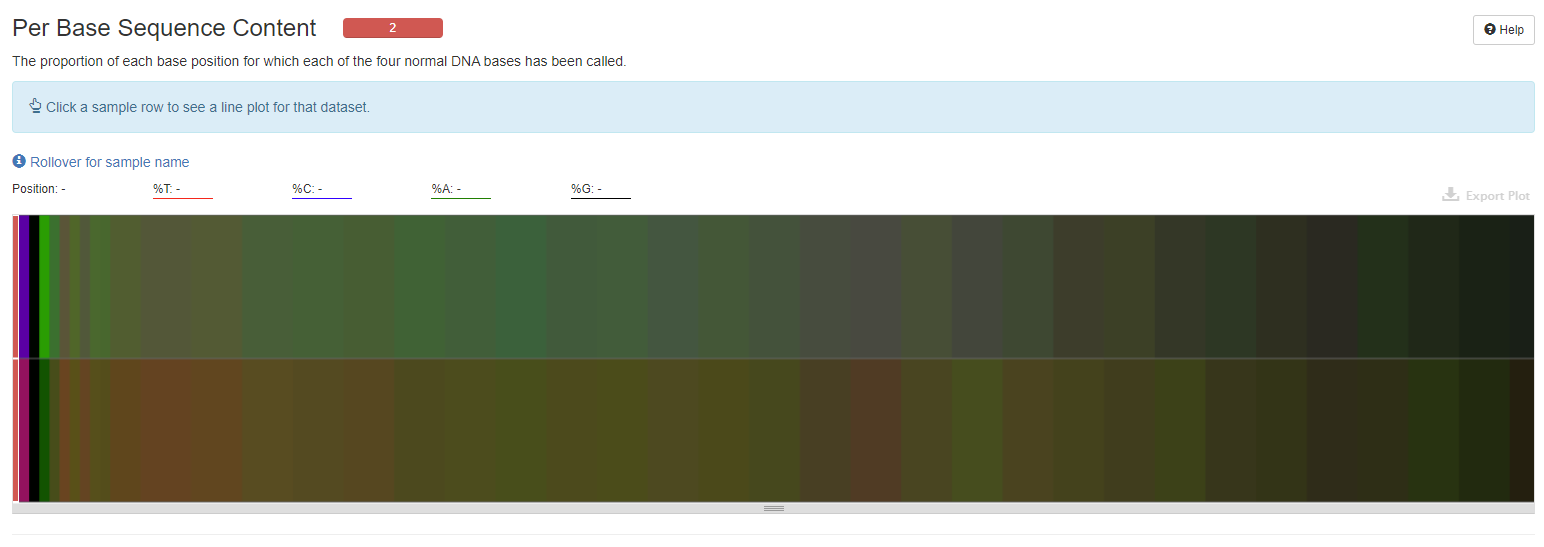 Per Base Sequence Content 2
Help
The proportion of each base position for which each of the four normal DNA bases has been called.
Click a sample row to see a line plot for that dataset.
Rollover for sample name
Position: - %T: - %C: - %A: - %G: -
Export Plot